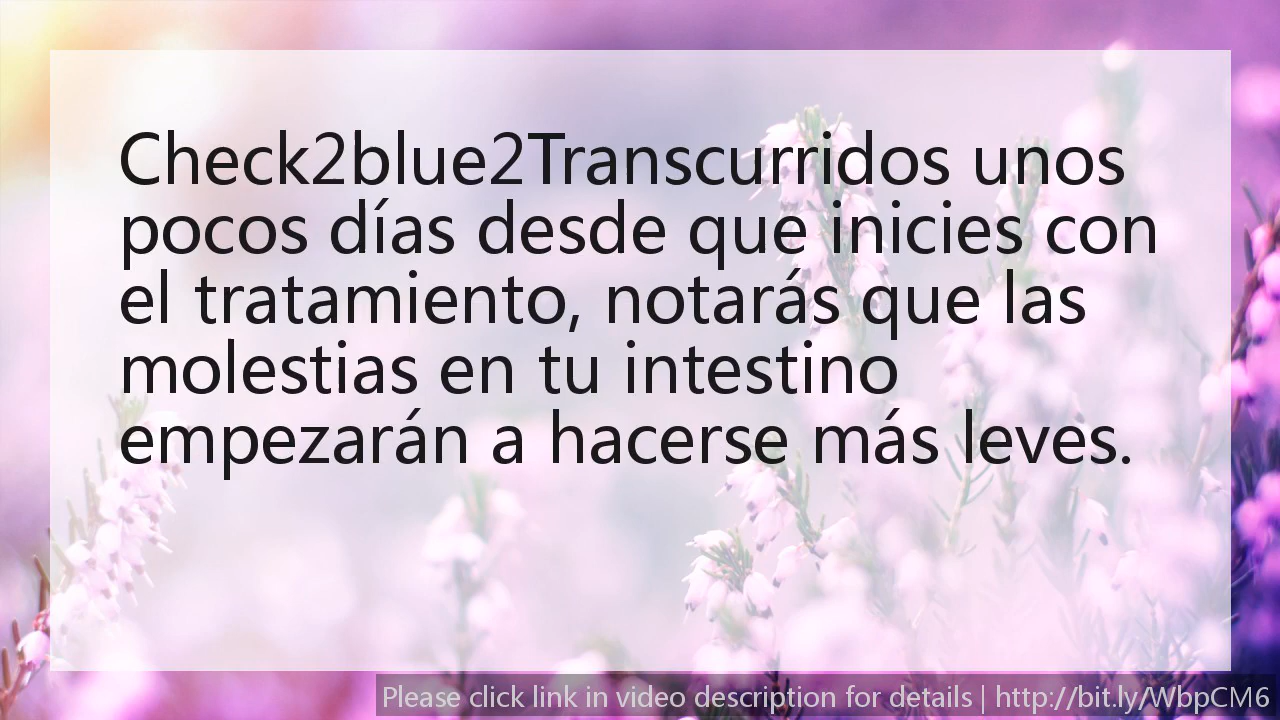 Check2blue2Transcurridos unos
pocos días desde que inicies con
el tratamiento, notarás que las
molestias en tu intestino
empezarán a hacerse más leves.
Please click link in video description for details | http://bit.ly/WbpCM6